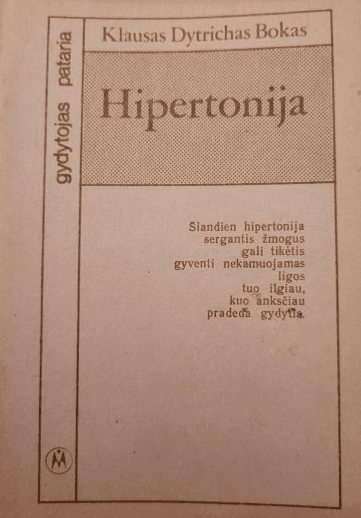 Klausas Dytrichas Bokas
gydytojas pataria
Hipertonija
Šiandien hipertonija
sergantis žmogus
gali tikėtis
gyventi nekamuojamas
ligos
tuo ilgiau,
kuo anksčiau
pradeda gydytis.